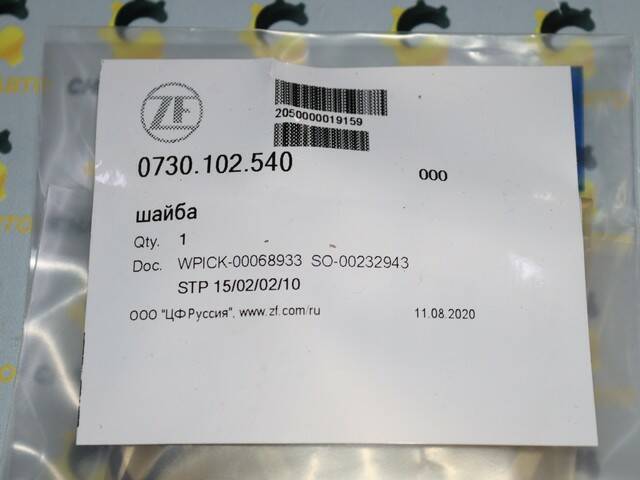 ZF
2050000019159
0730.102.540
000
шайба
Qty. 1
Doc. WPICK-00068933 SO-00232943
STP 15/02/02/10
ООО "ЦФ Руссия", www.zf.com/ru 11.08.2020